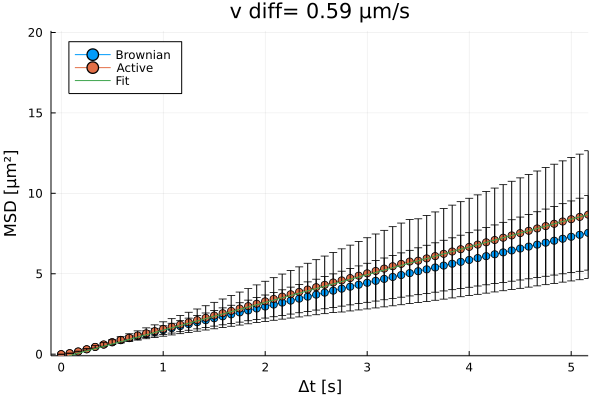 v diff= 0.59 μm/s
MSD [μm²]
20
15
10
5
0
Brownian
Active
Fit
0 1 2 3 4 5
Δt [s]